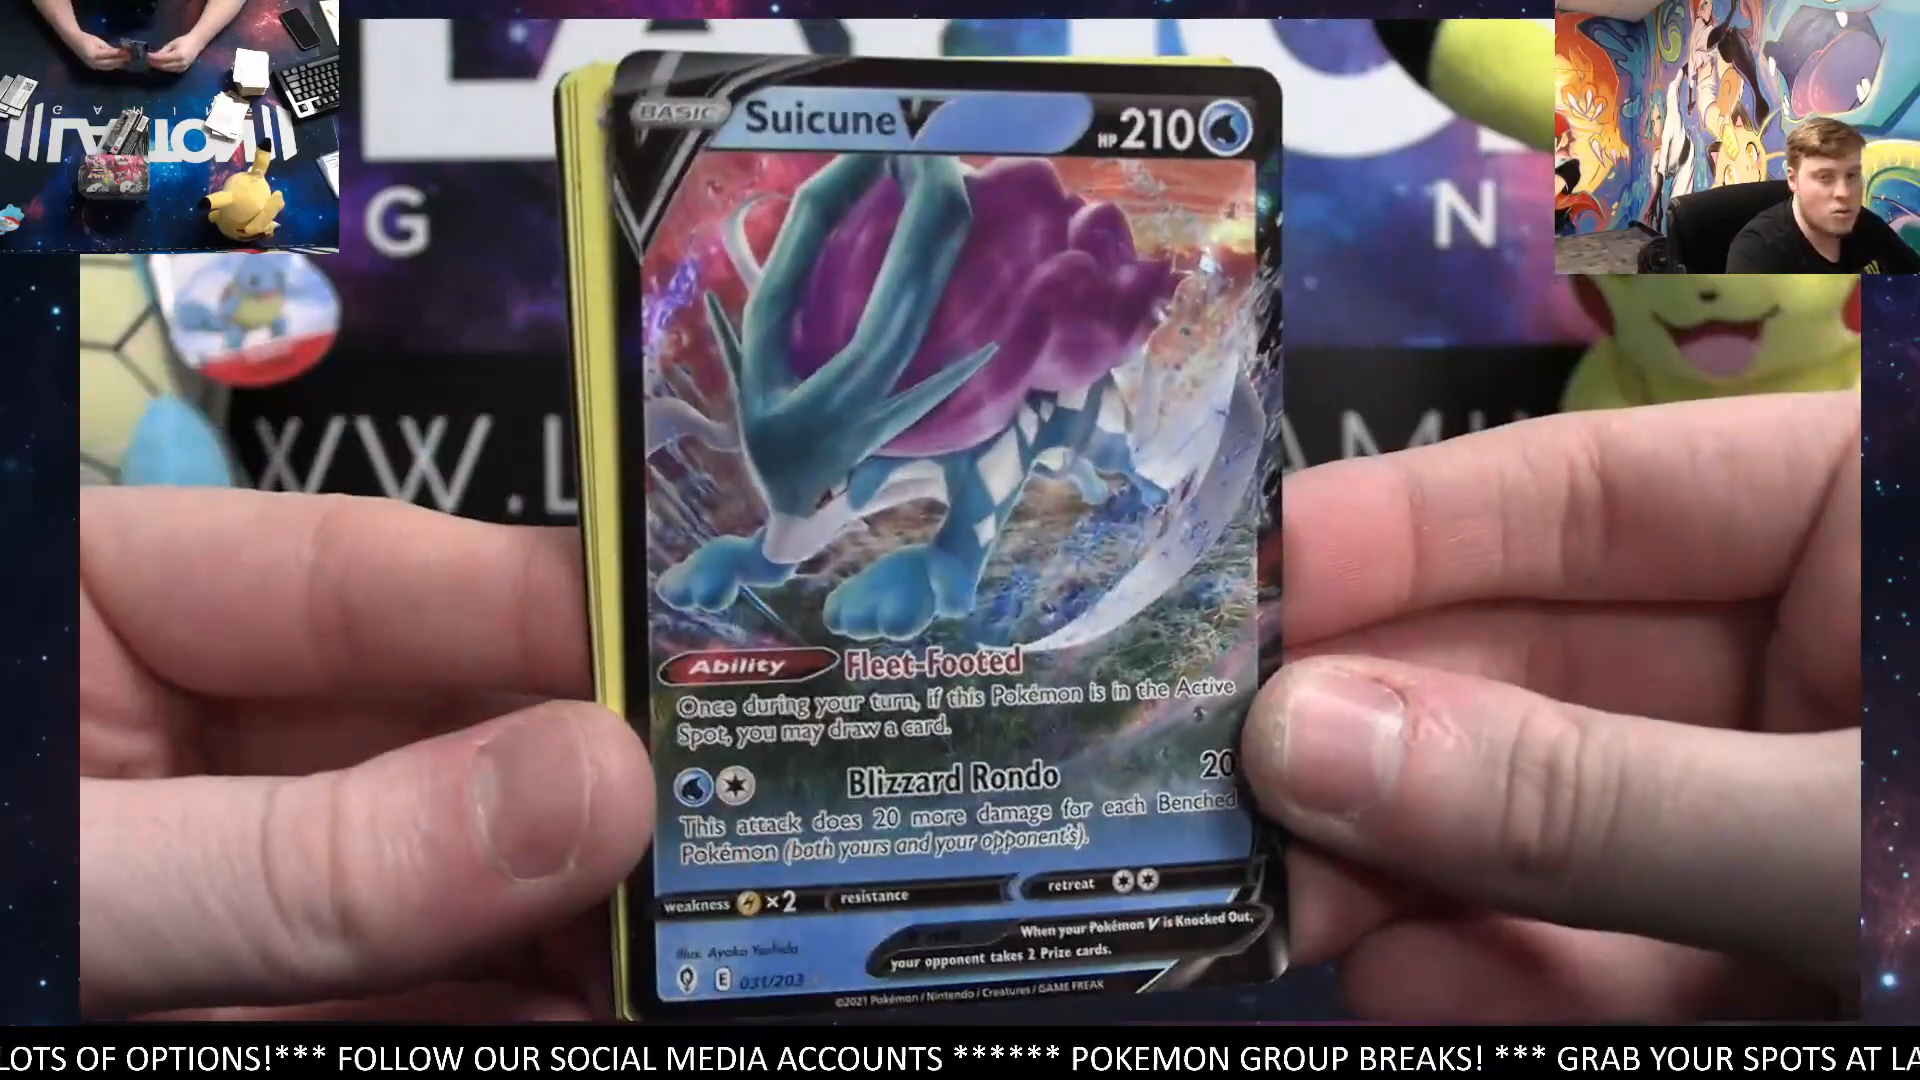 G A M I N G
LAYTON
G
N
WWW.L
AMI
BASIC
Suicune V
HP 210
Ability Fleet-Footed
Once during your turn, if this Pokémon is in the Active
Spot, you may draw a card.
Blizzard Rondo 20
This attack does 20 more damage for each Benched
Pokémon (both yours and your opponent's).
weakness ×2 resistance retreat
When your Pokémon V is Knocked Out,
your opponent takes 2 Prize cards.
Illus. Ayaka Yoshida
E 031/203
©2021 Pokémon / Nintendo / Creatures / GAME FREAK
LOTS OF OPTIONS!*** FOLLOW OUR SOCIAL MEDIA ACCOUNTS ****** POKEMON GROUP BREAKS! *** GRAB YOUR SPOTS AT LA